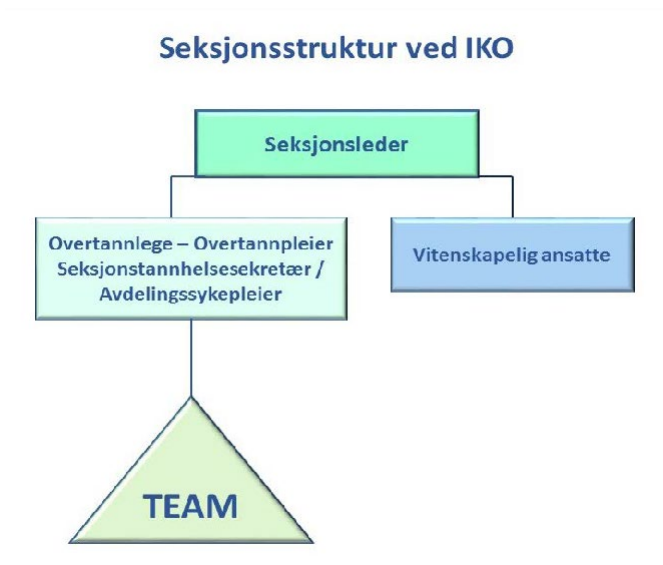 Seksjonsstruktur ved IKO
Seksjonsleder
Overtannlege – Overtannpleier
Seksjonstannhelsesekretær /
Avdelingssykepleier
Vitenskapelig ansatte
TEAM